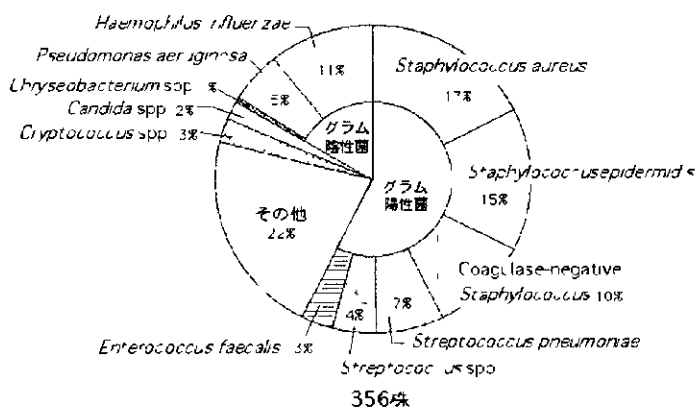 Haemophilus influenzae
11%
Pseudomonas aeruginosa
Chryseobacterium spp
%
Candida spp 2%
Cryptococcus spp 3%
グラム
陰性菌
Staphylococcus aureus
17%
Staphylococcus epidermidis
15%
グラム
陽性菌
Coagulase-negative
Staphylococcus 10%
7%
Streptococcus pneumoniae
4%
Streptococcus spp
Enterococcus faecalis 3%
その他
22%
356株